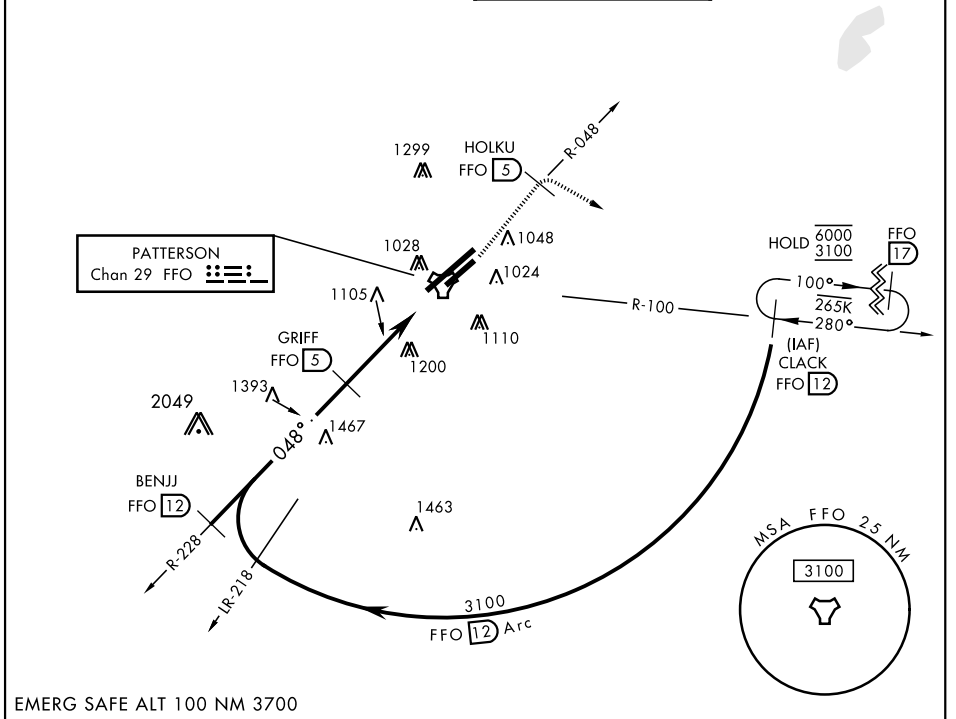 R-048
HOLKU
FFO 5
1299
1048
1028
1024
PATTERSON
Chan 29 FFO
1105
GRIFF
FFO 5
1110
1200
R-100
HOLD 6000
3100
FFO
17
100°
265K
280°
(IAF)
CLACK
FFO 12
1393
2049
048°
1467
BENJJ
FFO 12
1463
R-228
LR-218
3100
FFO 12 Arc
MSA FFO 25 NM
3100
EMERG SAFE ALT 100 NM 3700